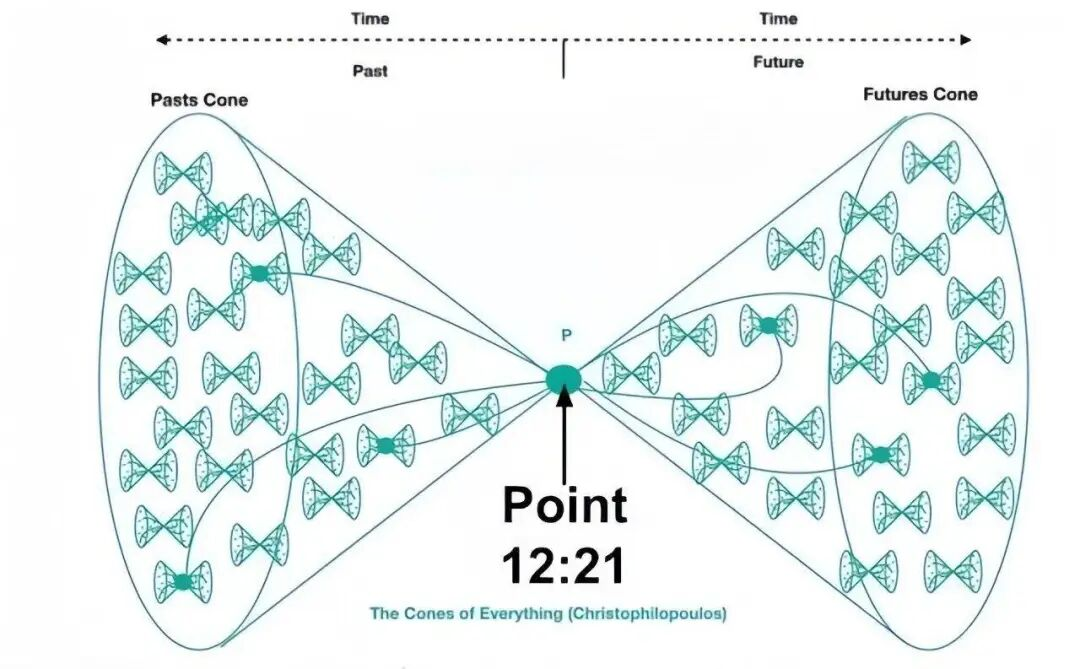 Time
Time
Past
Future
Pasts Cone
Futures Cone
P
Point
12:21
The Cones of Everything (Christophilopoulos)